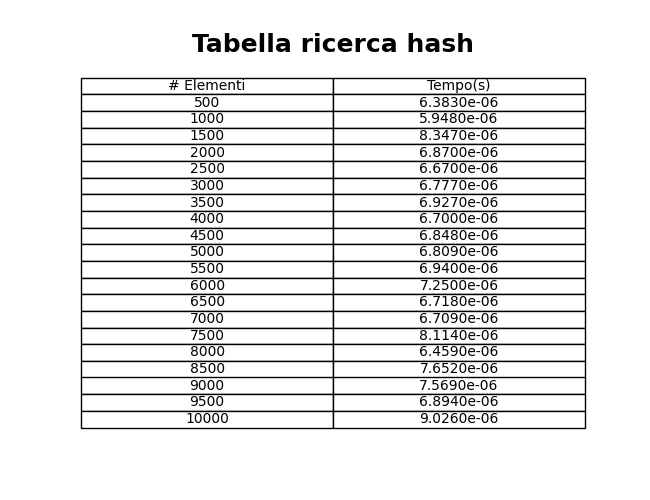 Tabella ricerca hash
# Elementi Tempo(s)
500 6.3830e-06
1000 5.9480e-06
1500 8.3470e-06
2000 6.8700e-06
2500 6.6700e-06
3000 6.7770e-06
3500 6.9270e-06
4000 6.7000e-06
4500 6.8480e-06
5000 6.8090e-06
5500 6.9400e-06
6000 7.2500e-06
6500 6.7180e-06
7000 6.7090e-06
7500 8.1140e-06
8000 6.4590e-06
8500 7.6520e-06
9000 7.5690e-06
9500 6.8940e-06
10000 9.0260e-06